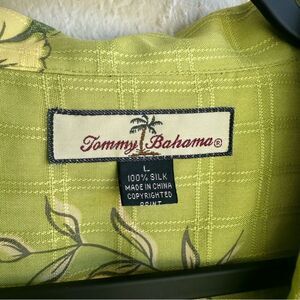 Tommy Bahama®
L
100% SILK
MADE IN CHINA
COPYRIGHTED
PRINT